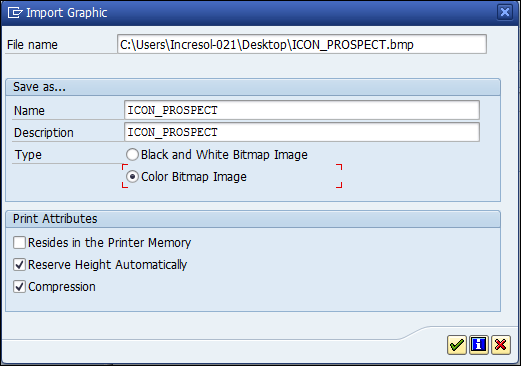 Import Graphic
File name C:\Users\Incresol-021\Desktop\ICON_PROSPECT.bmp
Save as...
Name ICON_PROSPECT
Description ICON_PROSPECT
Type Black and White Bitmap Image
Color Bitmap Image
Print Attributes
Resides in the Printer Memory
Reserve Height Automatically
Compression